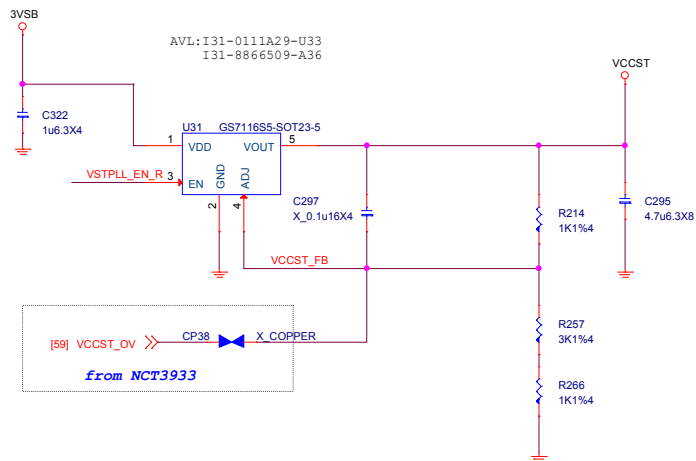 3VSB
AVL:I31-0111A29-U33
I31-8866509-A36
VCCST
C322
1u6.3X4
U31 GS7116S5-SOT23-5
1 VDD VOUT 5
VSTPLL_EN_R 3 EN
GND ADJ
2 4
C297
X_0.1u16X4
R214
1K1%4
C295
4.7u6.3X8
VCCST_FB
[59] VCCST_OV CP38 X_COPPER
from NCT3933
R257
3K1%4
R266
1K1%4